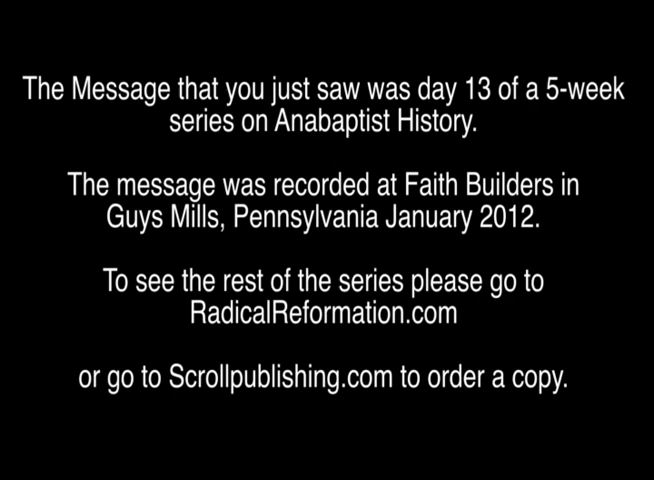 The Message that you just saw was day 13 of a 5-week
series on Anabaptist History.
The message was recorded at Faith Builders in
Guys Mills, Pennsylvania January 2012.
To see the rest of the series please go to
RadicalReformation.com
or go to Scrollpublishing.com to order a copy.